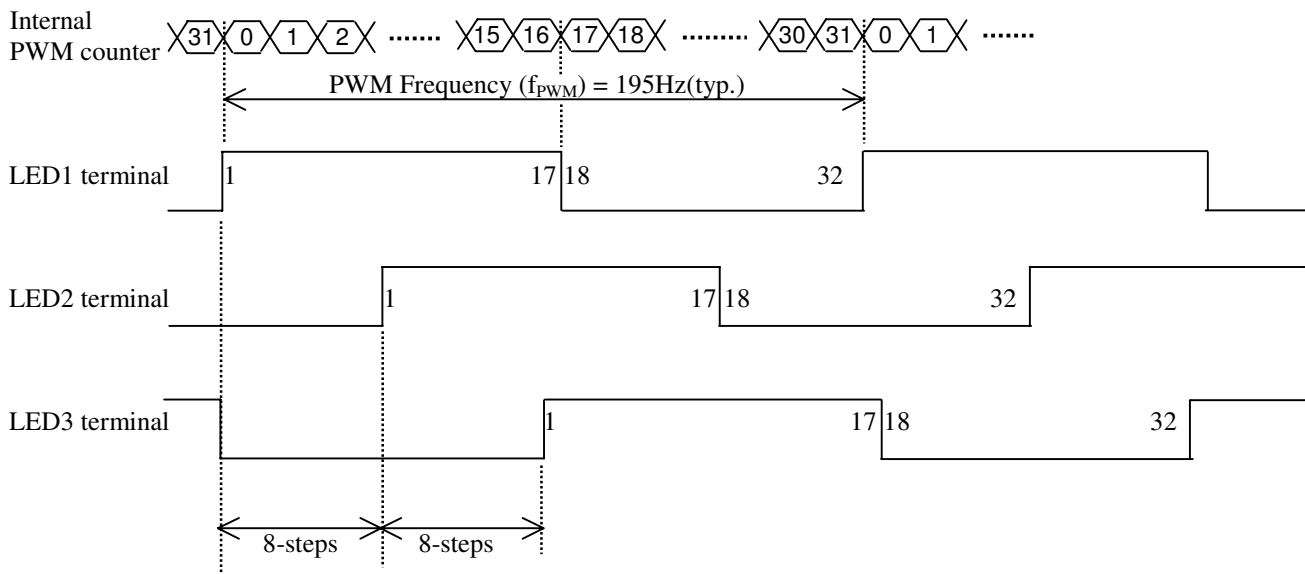 Internal
PWM counter
31 0 1 2 ........ 15 16 17 18 ......... 30 31 0 1 ......
PWM Frequency (fPWM) = 195Hz(typ.)
LED1 terminal 1 17 18 32
LED2 terminal 1 17 18 32
LED3 terminal 1 17 18 32
8-steps 8-steps